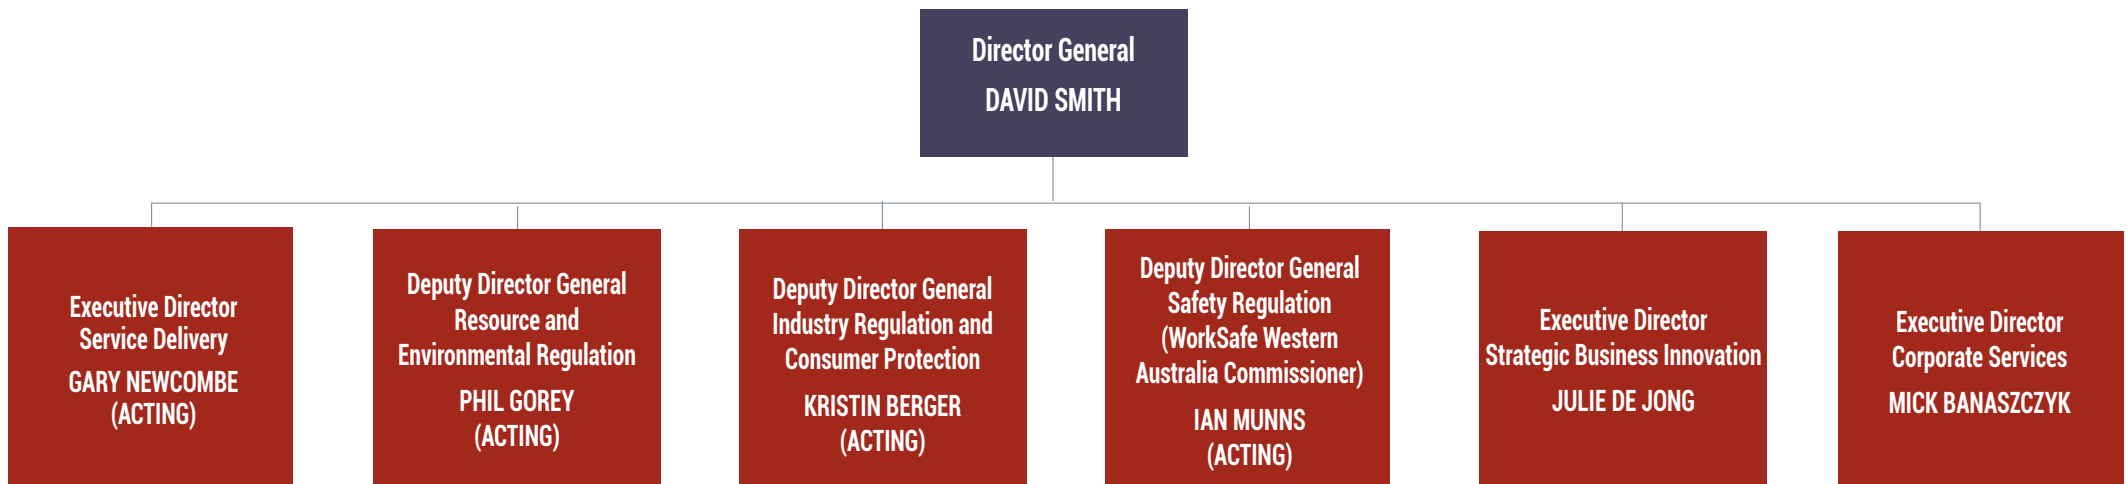 Director General
DAVID SMITH
Executive Director
Service Delivery
GARY NEWCOMBE
(ACTING)
Deputy Director General
Resource and
Environmental Regulation
PHIL GOREY
(ACTING)
Deputy Director General
Industry Regulation and
Consumer Protection
KRISTIN BERGER
(ACTING)
Deputy Director General
Safety Regulation
(WorkSafe Western
Australia Commissioner)
IAN MUNNS
(ACTING)
Executive Director
Strategic Business Innovation
JULIE DE JONG
Executive Director
Corporate Services
MICK BANASZCZYK